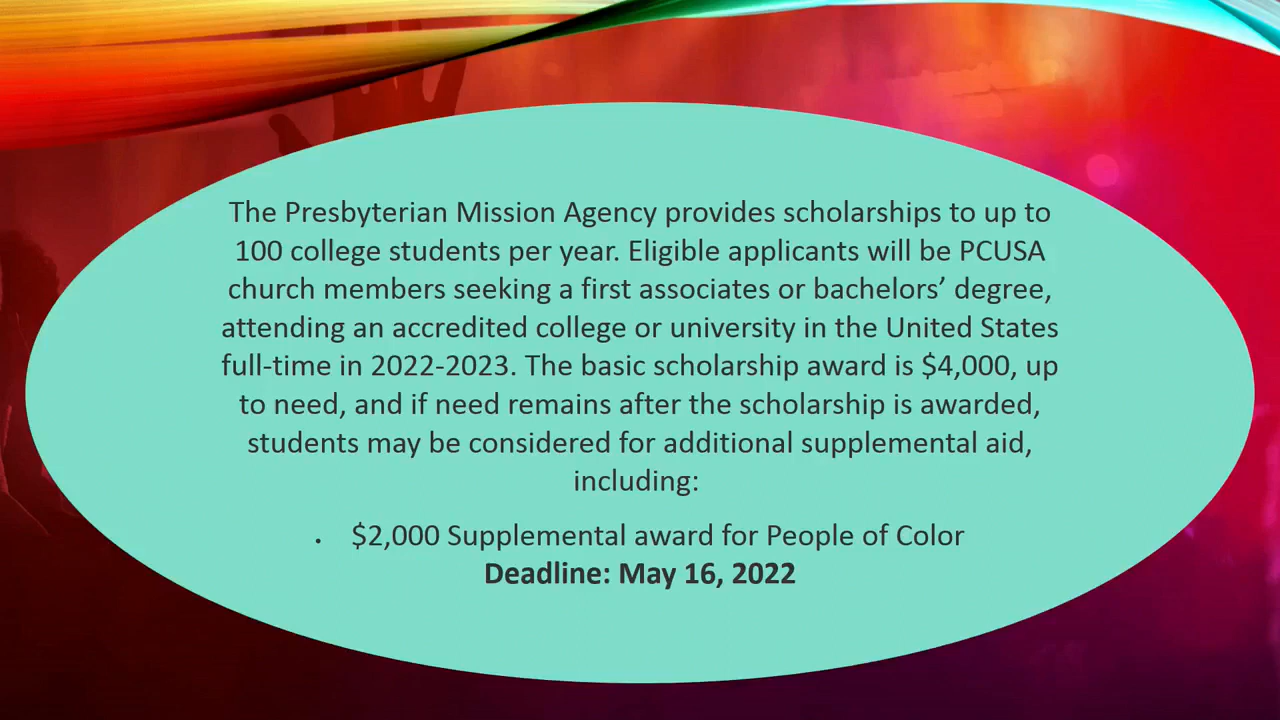 The Presbyterian Mission Agency provides scholarships to up to
100 college students per year. Eligible applicants will be PCUSA
church members seeking a first associates or bachelors’ degree,
attending an accredited college or university in the United States
full-time in 2022-2023. The basic scholarship award is $4,000, up
to need, and if need remains after the scholarship is awarded,
students may be considered for additional supplemental aid,
including:
• $2,000 Supplemental award for People of Color
Deadline: May 16, 2022